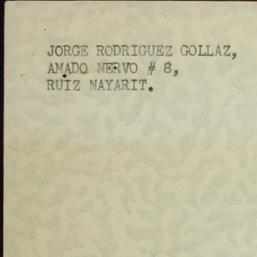 JORGE RODRIGUEZ GOLLAZ,
AMADO NERVO # 8,
RUIZ NAYARIT.